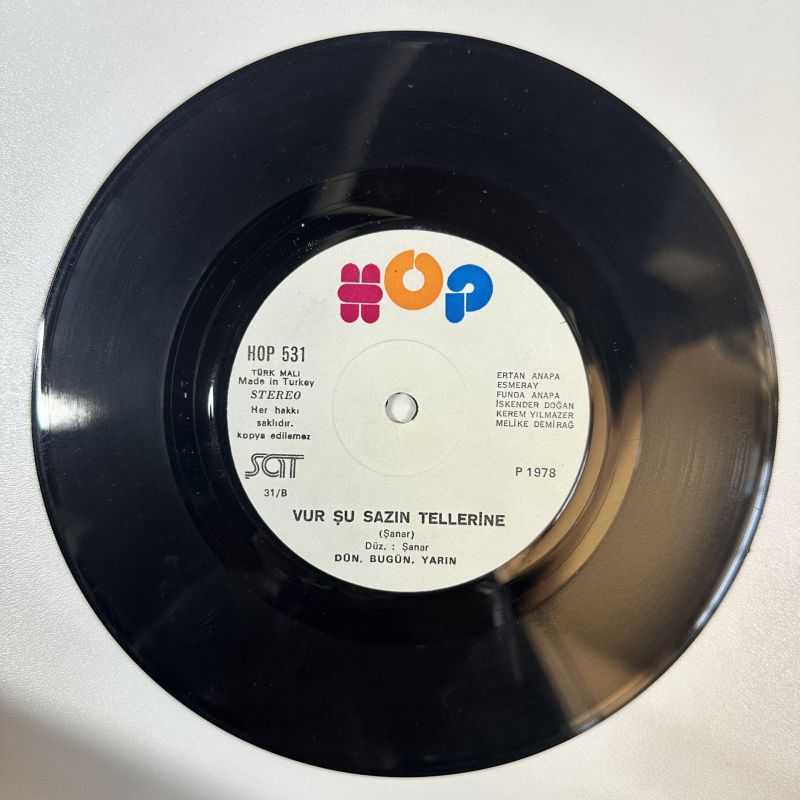 HOP
HOP 531
TÜRK MALI
Made in Turkey
STEREO
Her hakkı
saklıdır.
kopya edilemez
ŞAT
31/B
ERTAN ANAPA
ESMERAY
FUNDA ANAPA
İSKENDER DOĞAN
KEREM YILMAZER
MELİKE DEMİRAĞ
P 1978
VUR ŞU SAZIN TELLERİNE
(Şanar)
Düz. : Şanar
DÜN, BUGÜN, YARIN